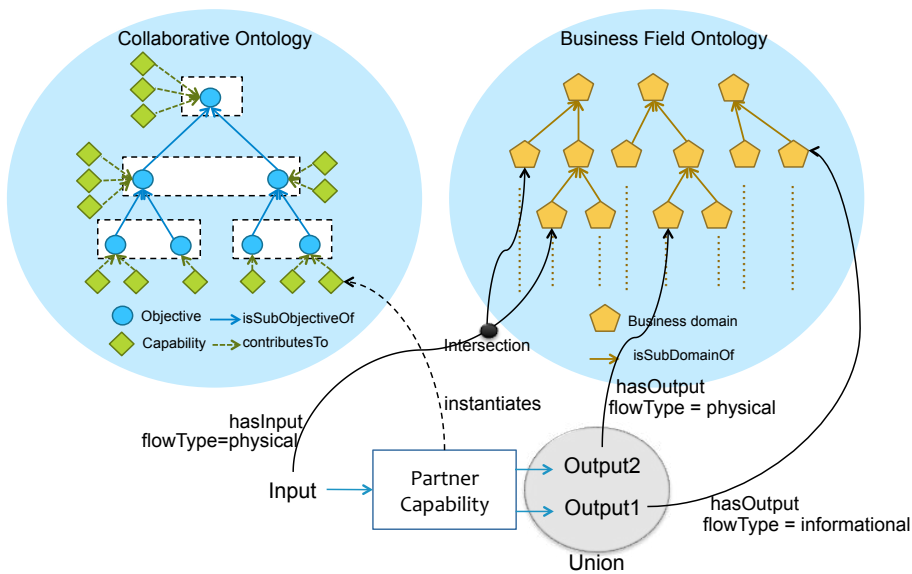 Collaborative Ontology
Business Field Ontology
Objective
isSubObjectiveOf
Capability
contributesTo
Business domain
isSubDomainOf
Intersection
hasInput
flowType=physical
instantiates
hasOutput
flowType = physical
Input
Partner
Capability
Output2
Output1
hasOutput
flowType = informational
Union